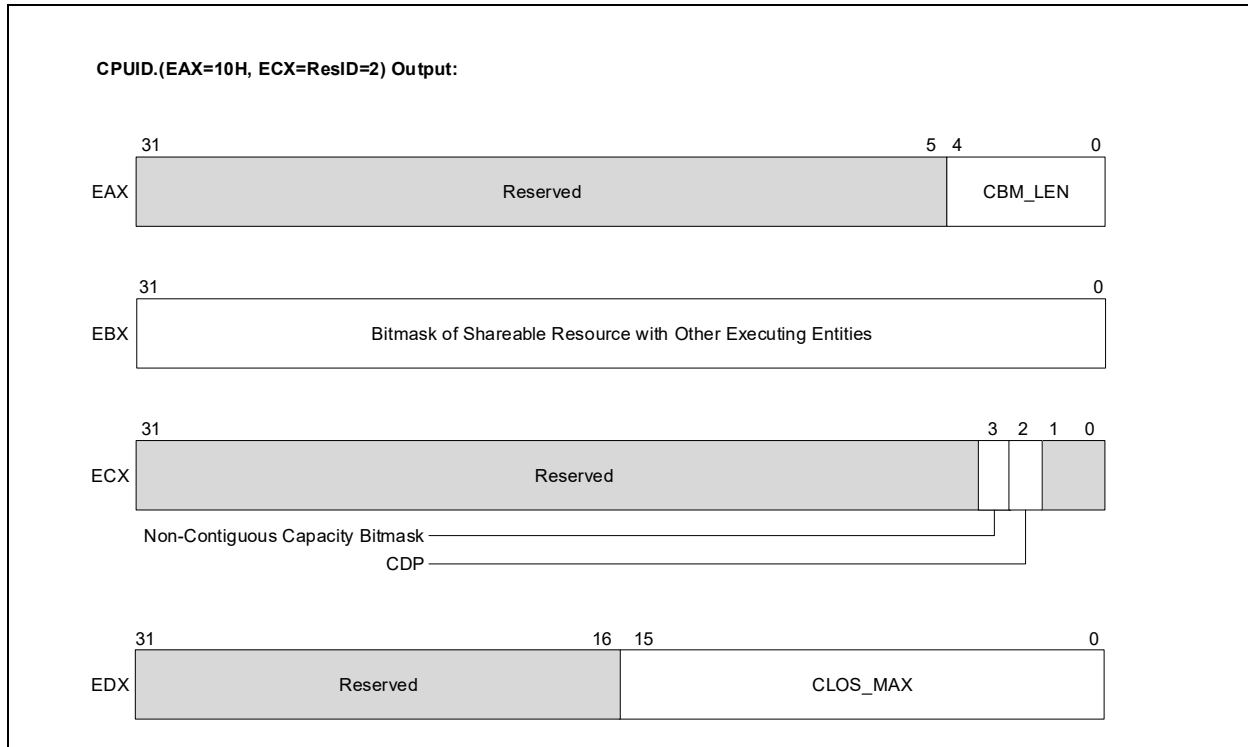 CPUID.(EAX=10H, ECX=ResID=2) Output:
31 5 4 0
EAX Reserved CBM_LEN
31 0
EBX Bitmask of Shareable Resource with Other Executing Entities
31 3 2 1 0
ECX Reserved
Non-Contiguous Capacity Bitmask
CDP
31 16 15 0
EDX Reserved CLOS_MAX